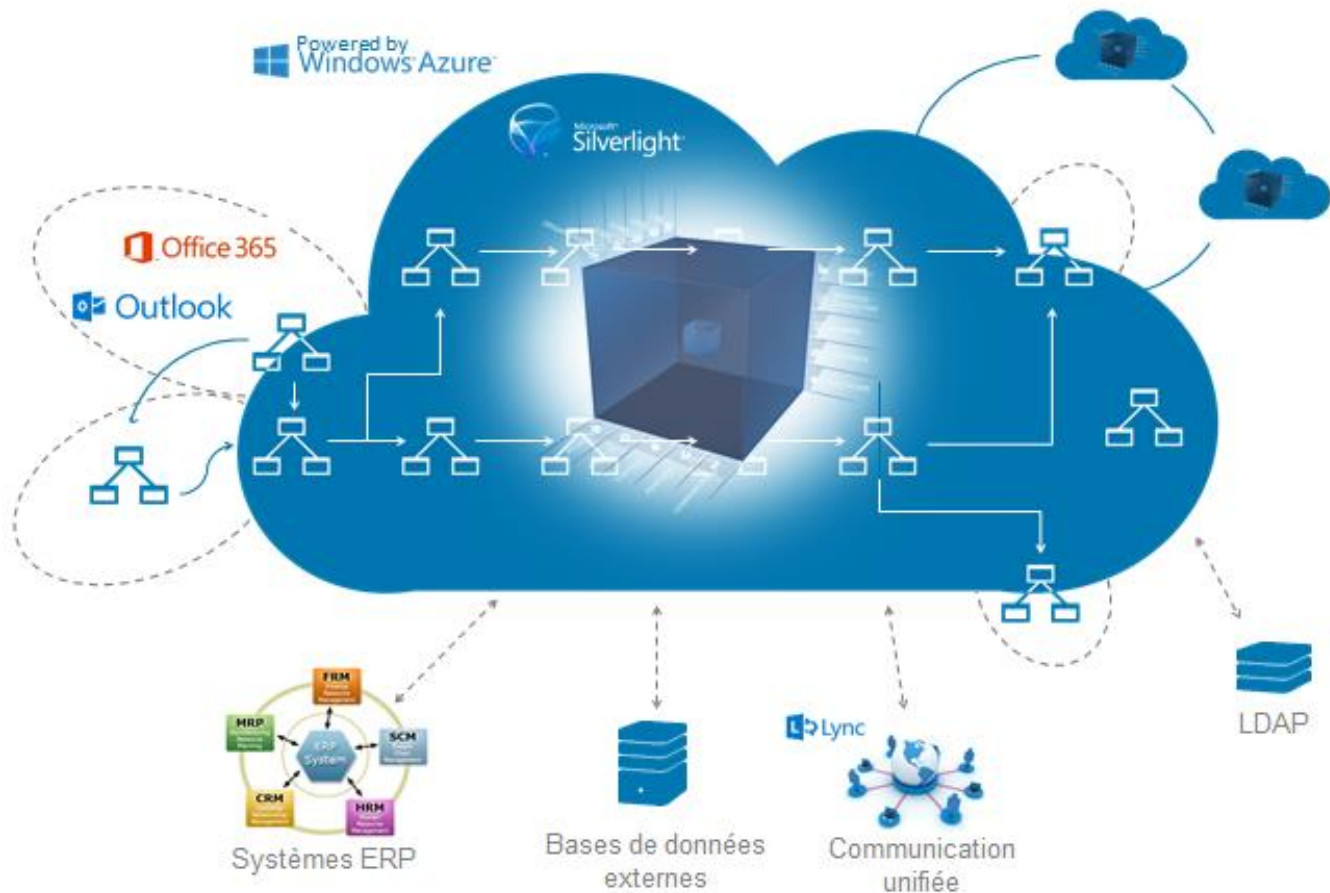 Powered by
Windows Azure
Microsoft
Silverlight
Office 365
Outlook
FRM
MRP
ERP
System
SCM
CRM
HRM
Systèmes ERP
Bases de données
externes
Lync
Communication
unifiée
LDAP